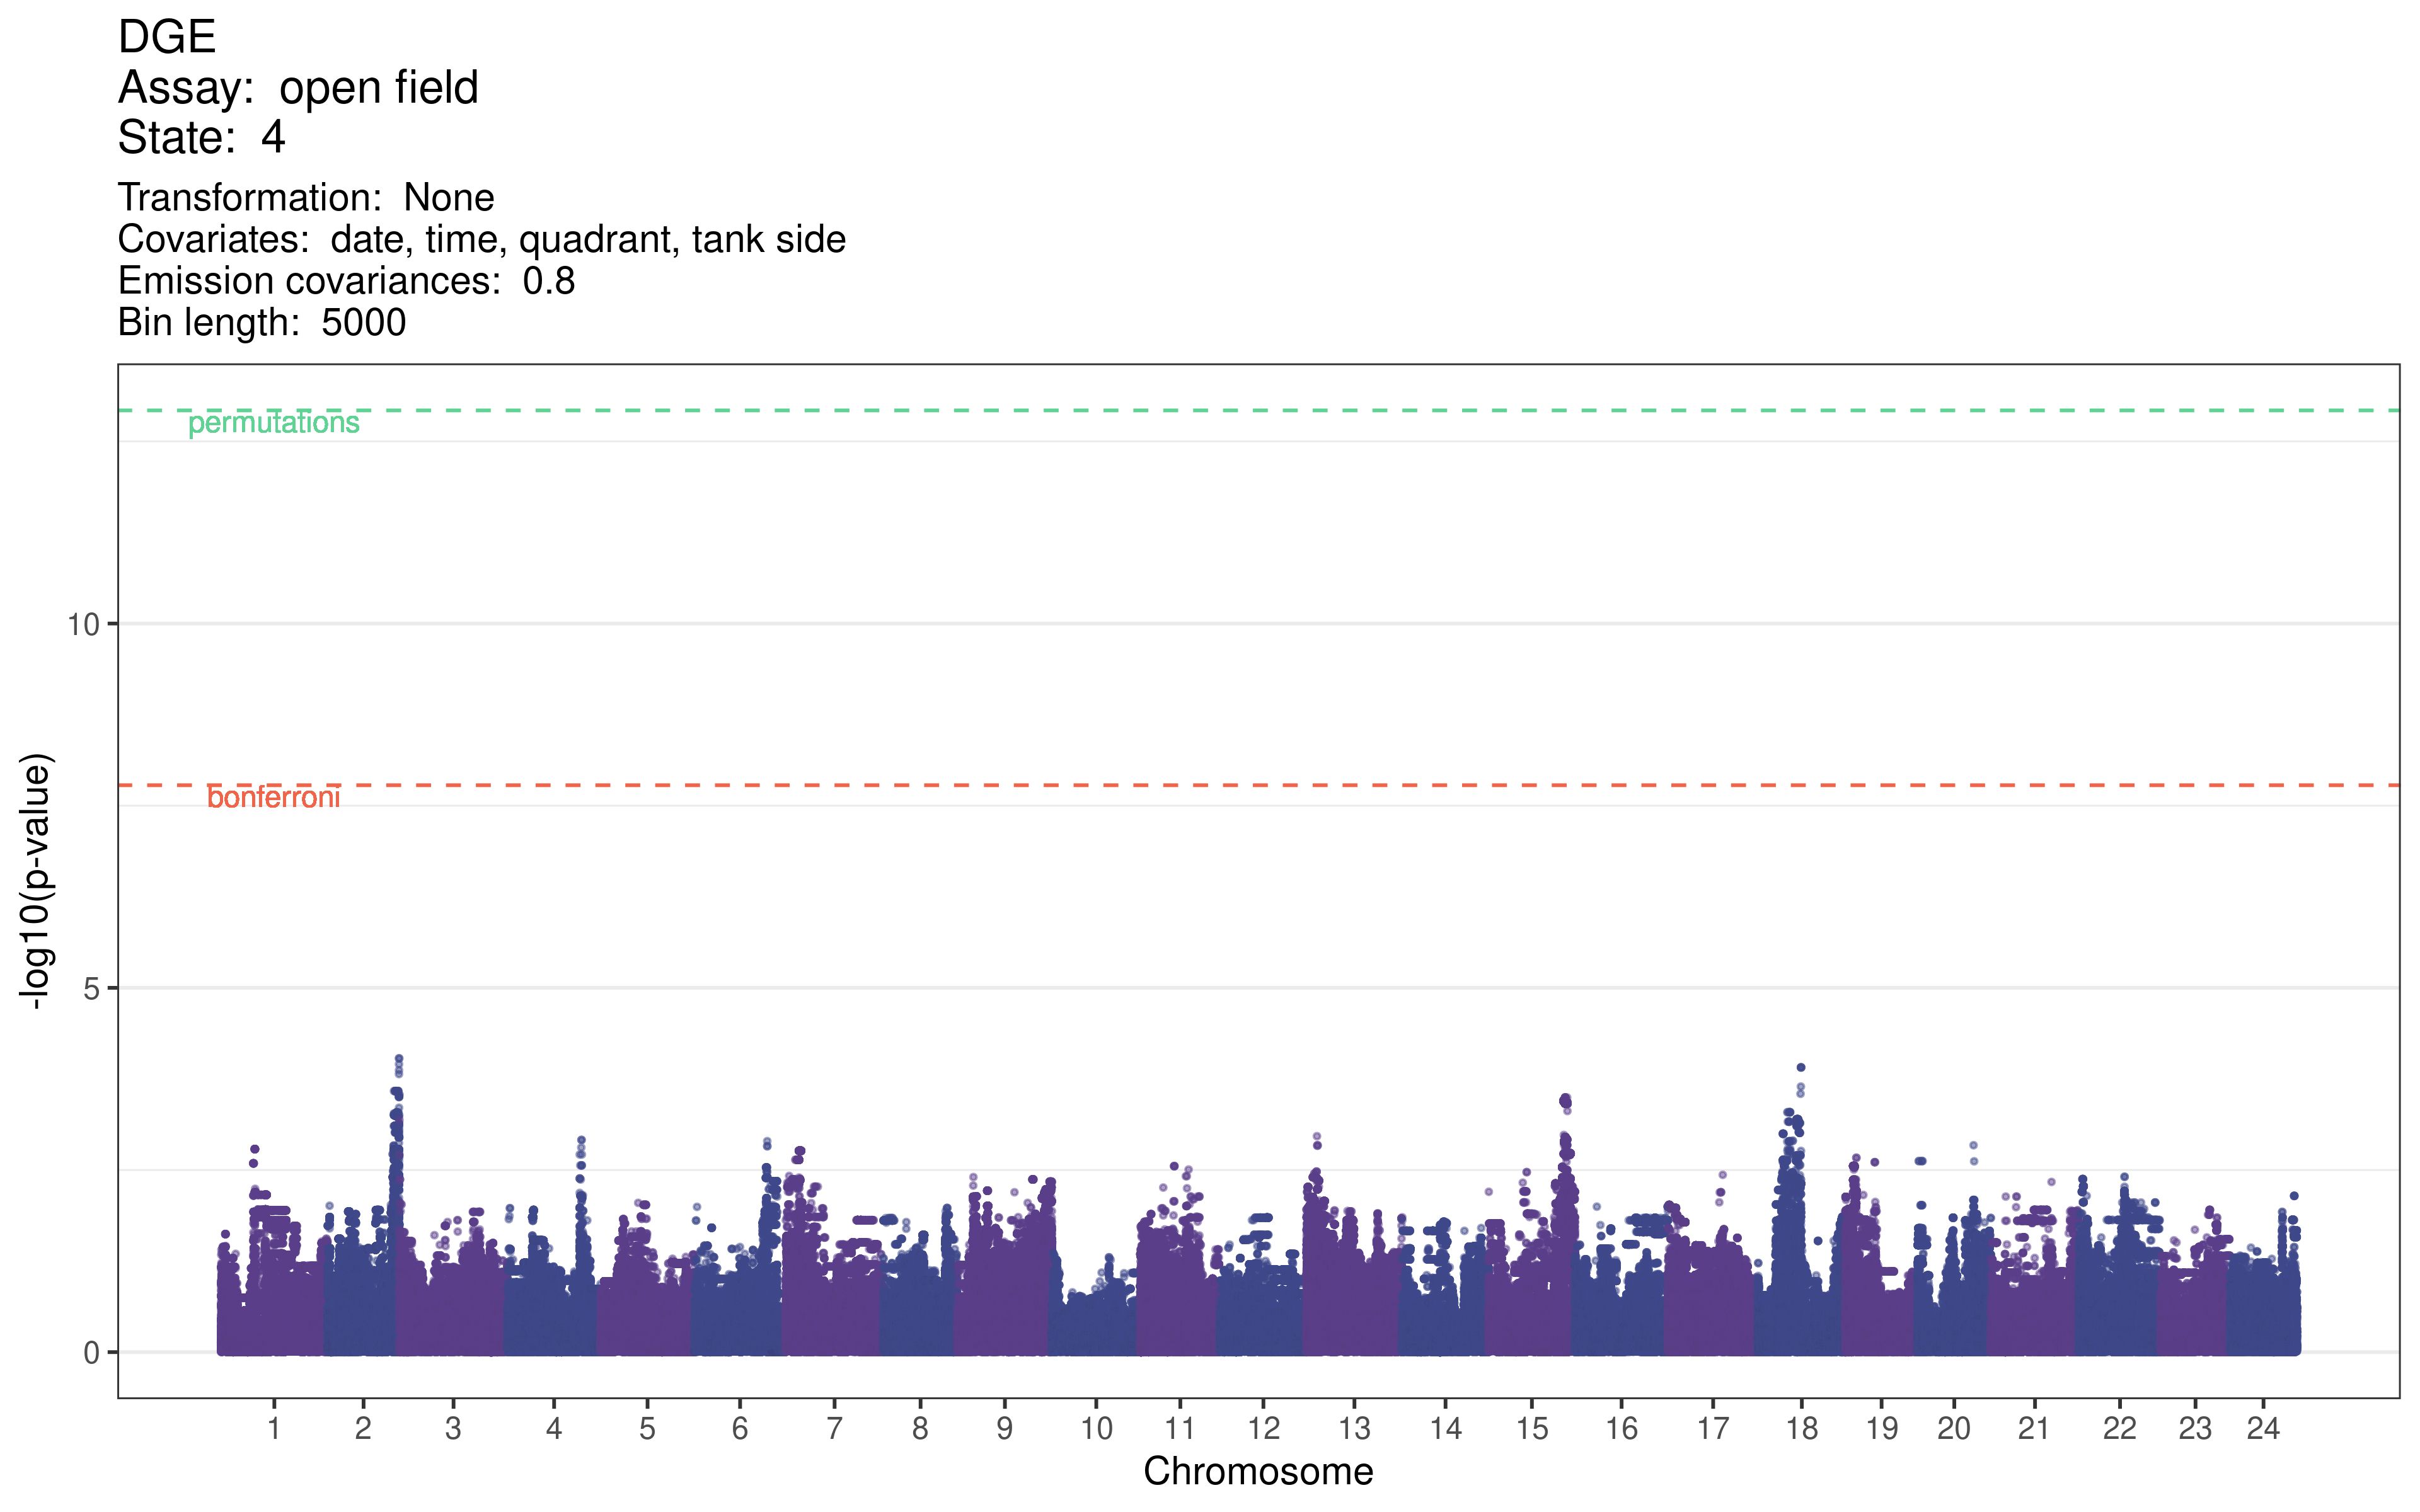 DGE
Assay: open field
State: 4
Transformation: None
Covariates: date, time, quadrant, tank side
Emission covariances: 0.8
Bin length: 5000
permutations
10
bonferroni
-log10(p-value)
5
0
1 2 3 4 5 6 7 8 9 10 11 12 13 14 15 16 17 18 19 20 21 22 23 24
Chromosome